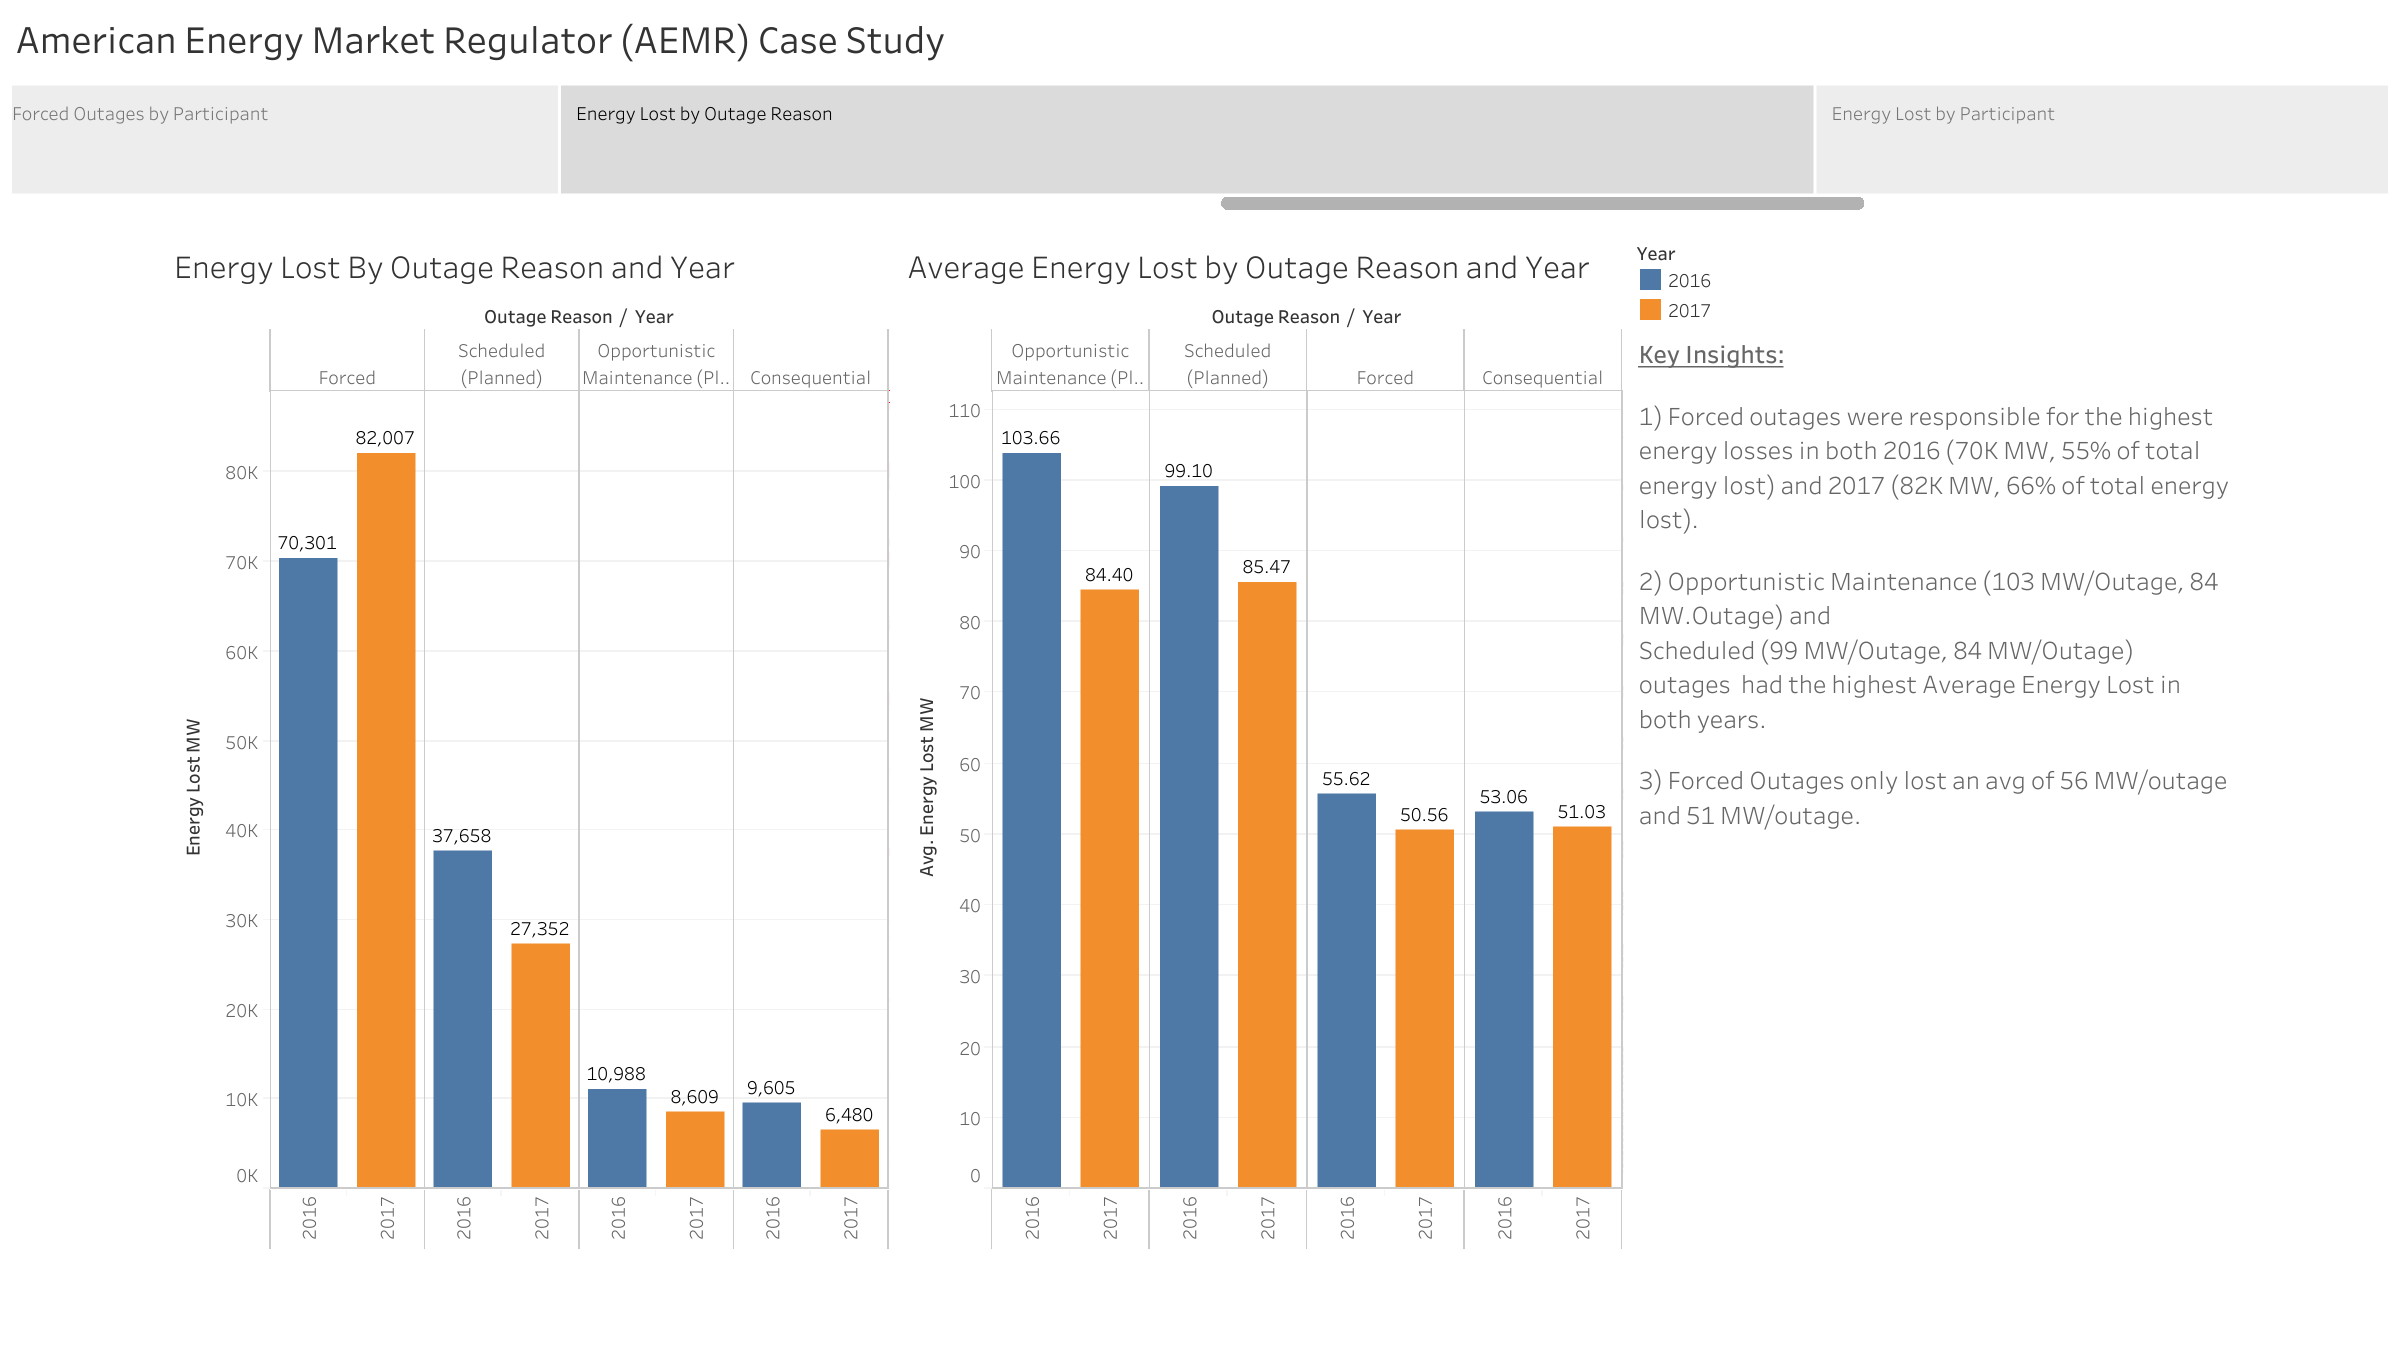 American Energy Market Regulator (AEMR) Case Study
Forced Outages by Participant
Energy Lost by Outage Reason
Energy Lost by Participant
Energy Lost By Outage Reason and Year
Outage Reason / Year
Forced
Scheduled
(Planned)
Opportunistic
Maintenance (Pl..
Consequential
Energy Lost MW
80K
70K
60K
50K
40K
30K
20K
10K
0K
70,301
82,007
37,658
27,352
10,988
8,609
9,605
6,480
2016
2017
2016
2017
2016
2017
2016
2017
Average Energy Lost by Outage Reason and Year
Outage Reason / Year
Opportunistic
Maintenance (Pl..
Scheduled
(Planned)
Forced
Consequential
Avg. Energy Lost MW
110
100
90
80
70
60
50
40
30
20
10
0
103.66
84.40
99.10
85.47
55.62
50.56
53.06
51.03
2016
2017
2016
2017
2016
2017
2016
2017
Year
2016
2017
Key Insights:
1) Forced outages were responsible for the highest
energy losses in both 2016 (70K MW, 55% of total
energy lost) and 2017 (82K MW, 66% of total energy
lost).
2) Opportunistic Maintenance (103 MW/Outage, 84
MW.Outage) and
Scheduled (99 MW/Outage, 84 MW/Outage)
outages  had the highest Average Energy Lost in
both years.
3) Forced Outages only lost an avg of 56 MW/outage
and 51 MW/outage.